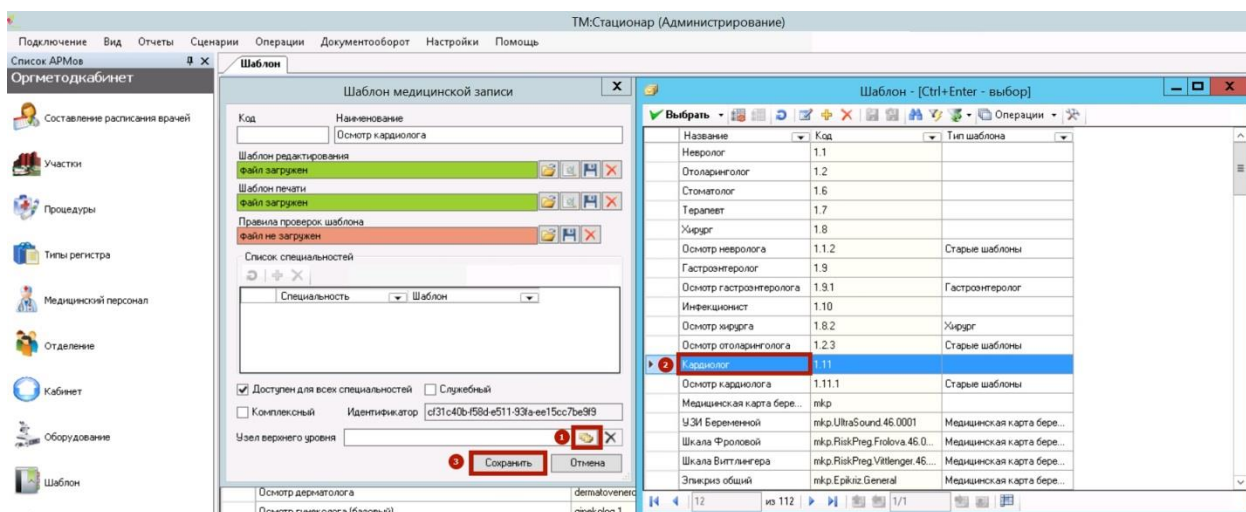 ТМ:Стационар (Администрирование)
Подключение Вид Отчеты Сценарии Операции Документооборот Настройки Помощь
Список АРМов
Оргметодкабинет
Составление расписания врачей
Участки
Процедуры
Типы регистра
Медицинский персонал
Отделение
Кабинет
Оборудование
Шаблон
Шаблон
Шаблон медицинской записи
Код Наименование
Осмотр кардиолога
Шаблон редактирования
файл загружен
Шаблон печати
файл загружен
Правила проверок шаблона
файл не загружен
Список специальностей
Специальность Шаблон
Доступен для всех специальностей Служебный
Комплексный Идентификатор cf31c40b-f58d-e511-93fa-ee15cc7be9f9
Узел верхнего уровня 1
3 Сохранить Отмена
Осмотр дерматолога dermatovenero
Осмотр гинеколога (базовый) ginekolog.1
Шаблон - [Ctrl+Enter - выбор]
Выбрать Операции
Название Код Тип шаблона
Невролог 1.1
Отоларинголог 1.2
Стоматолог 1.6
Терапевт 1.7
Хирург 1.8
Осмотр невролога 1.1.2 Старые шаблоны
Гастроэнтеролог 1.9
Осмотр гастроэнтеролога 1.9.1 Гастроэнтеролог
Инфекционист 1.10
Осмотр хирурга 1.8.2 Хирург
Осмотр отоларинголога 1.2.3 Старые шаблоны
2 Кардиолог 1.11
Осмотр кардиолога 1.11.1 Старые шаблоны
Медицинская карта бере... mkp
УЗИ Беременной mkp.UltraSound.46.0001 Медицинская карта бере...
Шкала Фроловой mkp.RiskPreg.Frolova.46.0... Медицинская карта бере...
Шкала Виттлингера mkp.RiskPreg.Vittlenger.46.... Медицинская карта бере...
Эпикриз общий mkp.Epikriz.General Медицинская карта бере...
12 из 112 1/1